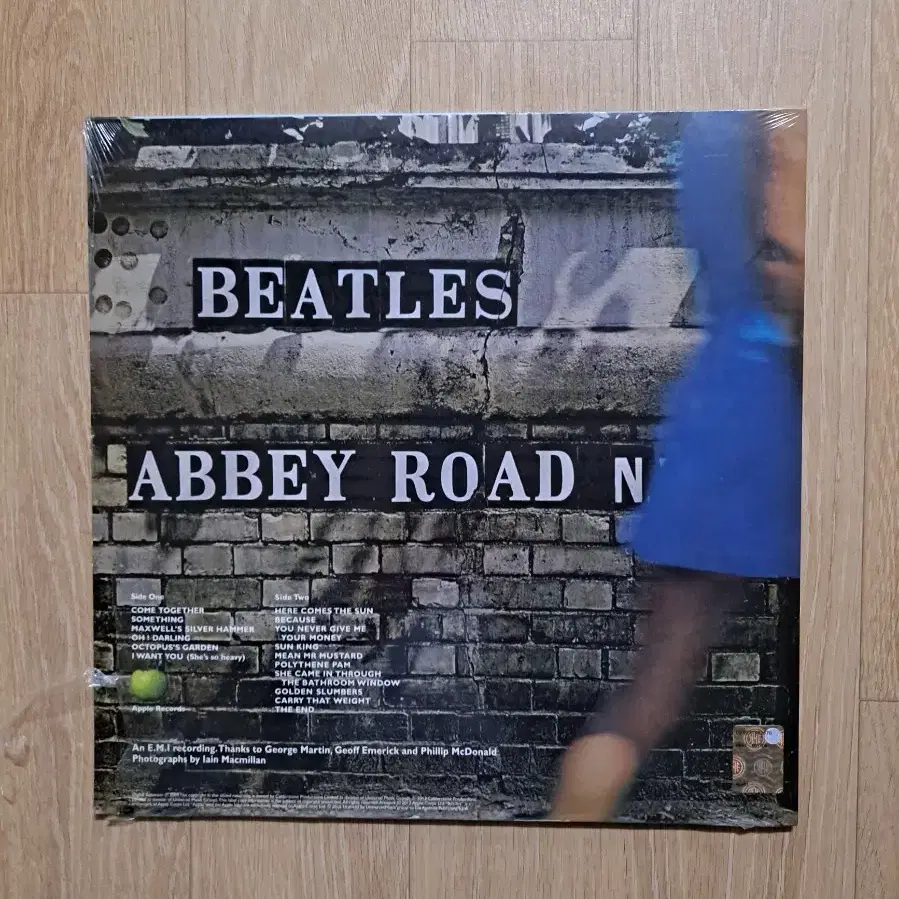 BEATLES
ABBEY ROAD N
Side One
COME TOGETHER
SOMETHING
MAXWELL'S SILVER HAMMER
OH! DARLING
OCTOPUS'S GARDEN
I WANT YOU (She's so heavy)
Apple Records
Side Two
HERE COMES THE SUN
BECAUSE
YOU NEVER GIVE ME
YOUR MONEY
SUN KING
MEAN MR MUSTARD
POLYTHENE PAM
SHE CAME IN THROUGH
THE BATHROOM WINDOW
GOLDEN SLUMBERS
CARRY THAT WEIGHT
THE END
An E.M.I recording. Thanks to George Martin, Geoff Emerick and Phillip McDonald
Photographs by Iain Macmillan